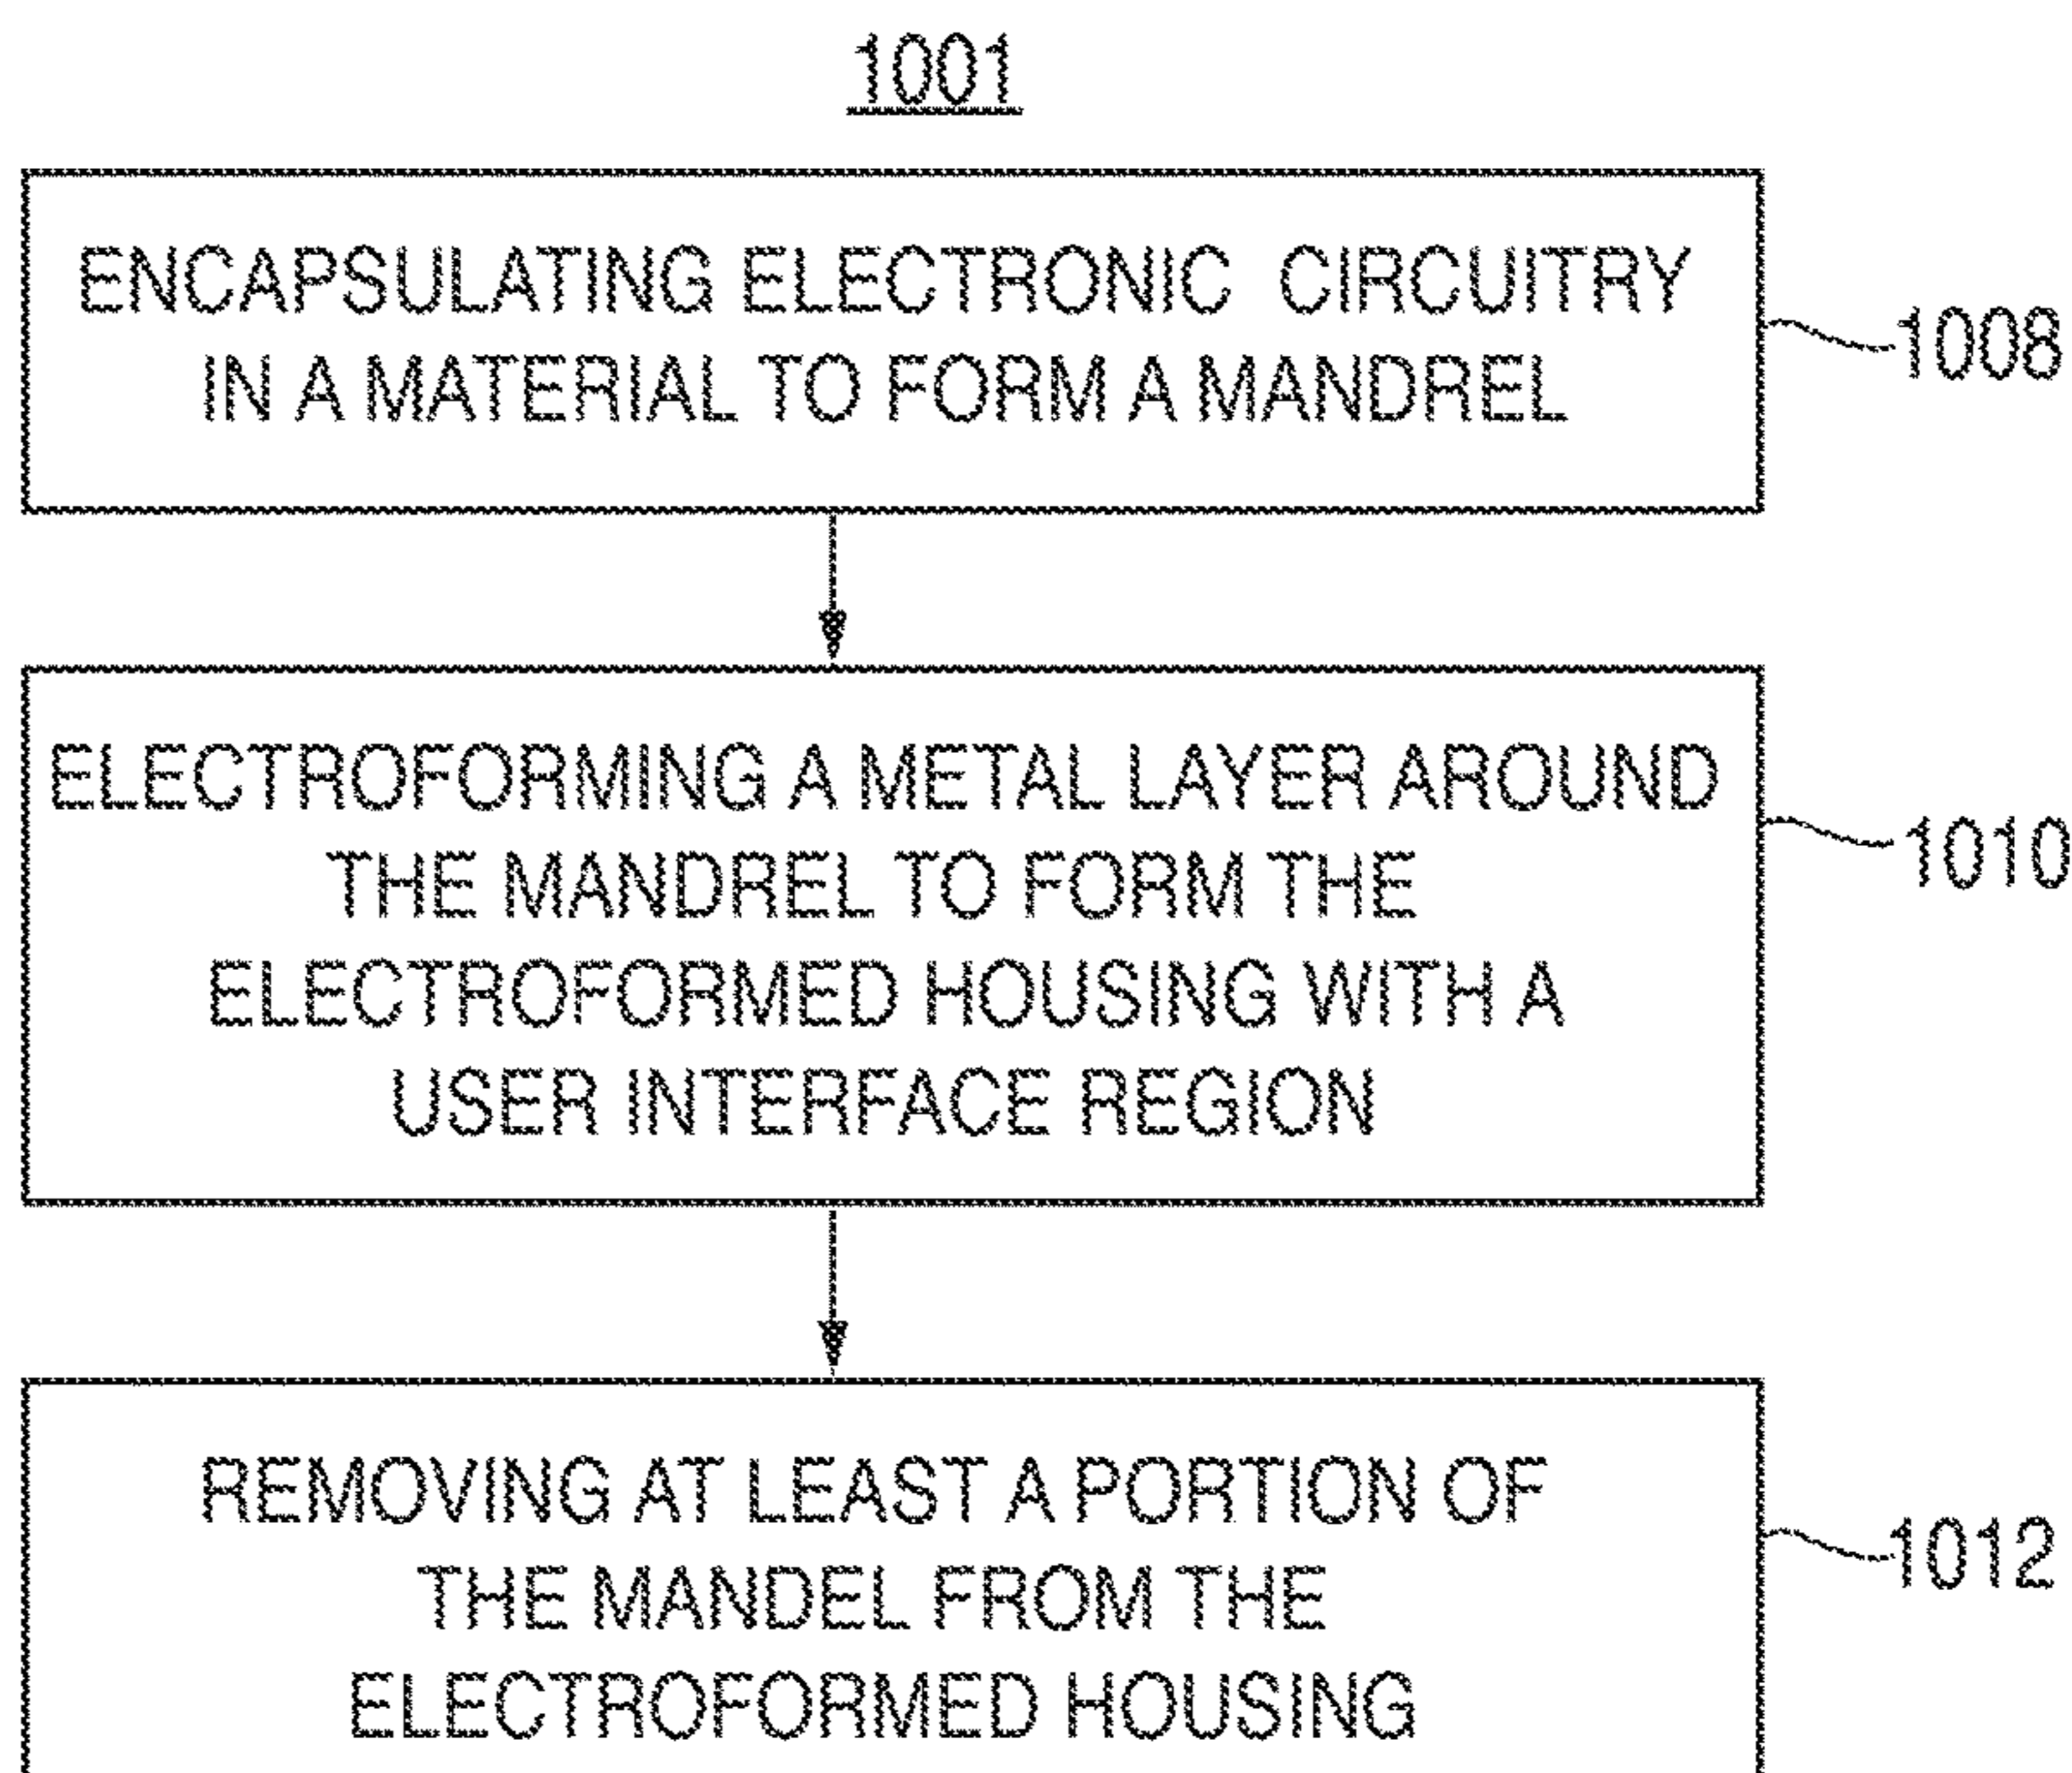 1001
ENCAPSULATING ELECTRONIC CIRCUITRY
IN A MATERIAL TO FORM A MANDREL
1008
ELECTROFORMING A METAL LAYER AROUND
THE MANDREL TO FORM THE
ELECTROFORMED HOUSING WITH A
USER INTERFACE REGION
1010
REMOVING AT LEAST A PORTION OF
THE MANDEL FROM THE
ELECTROFORMED HOUSING
1012